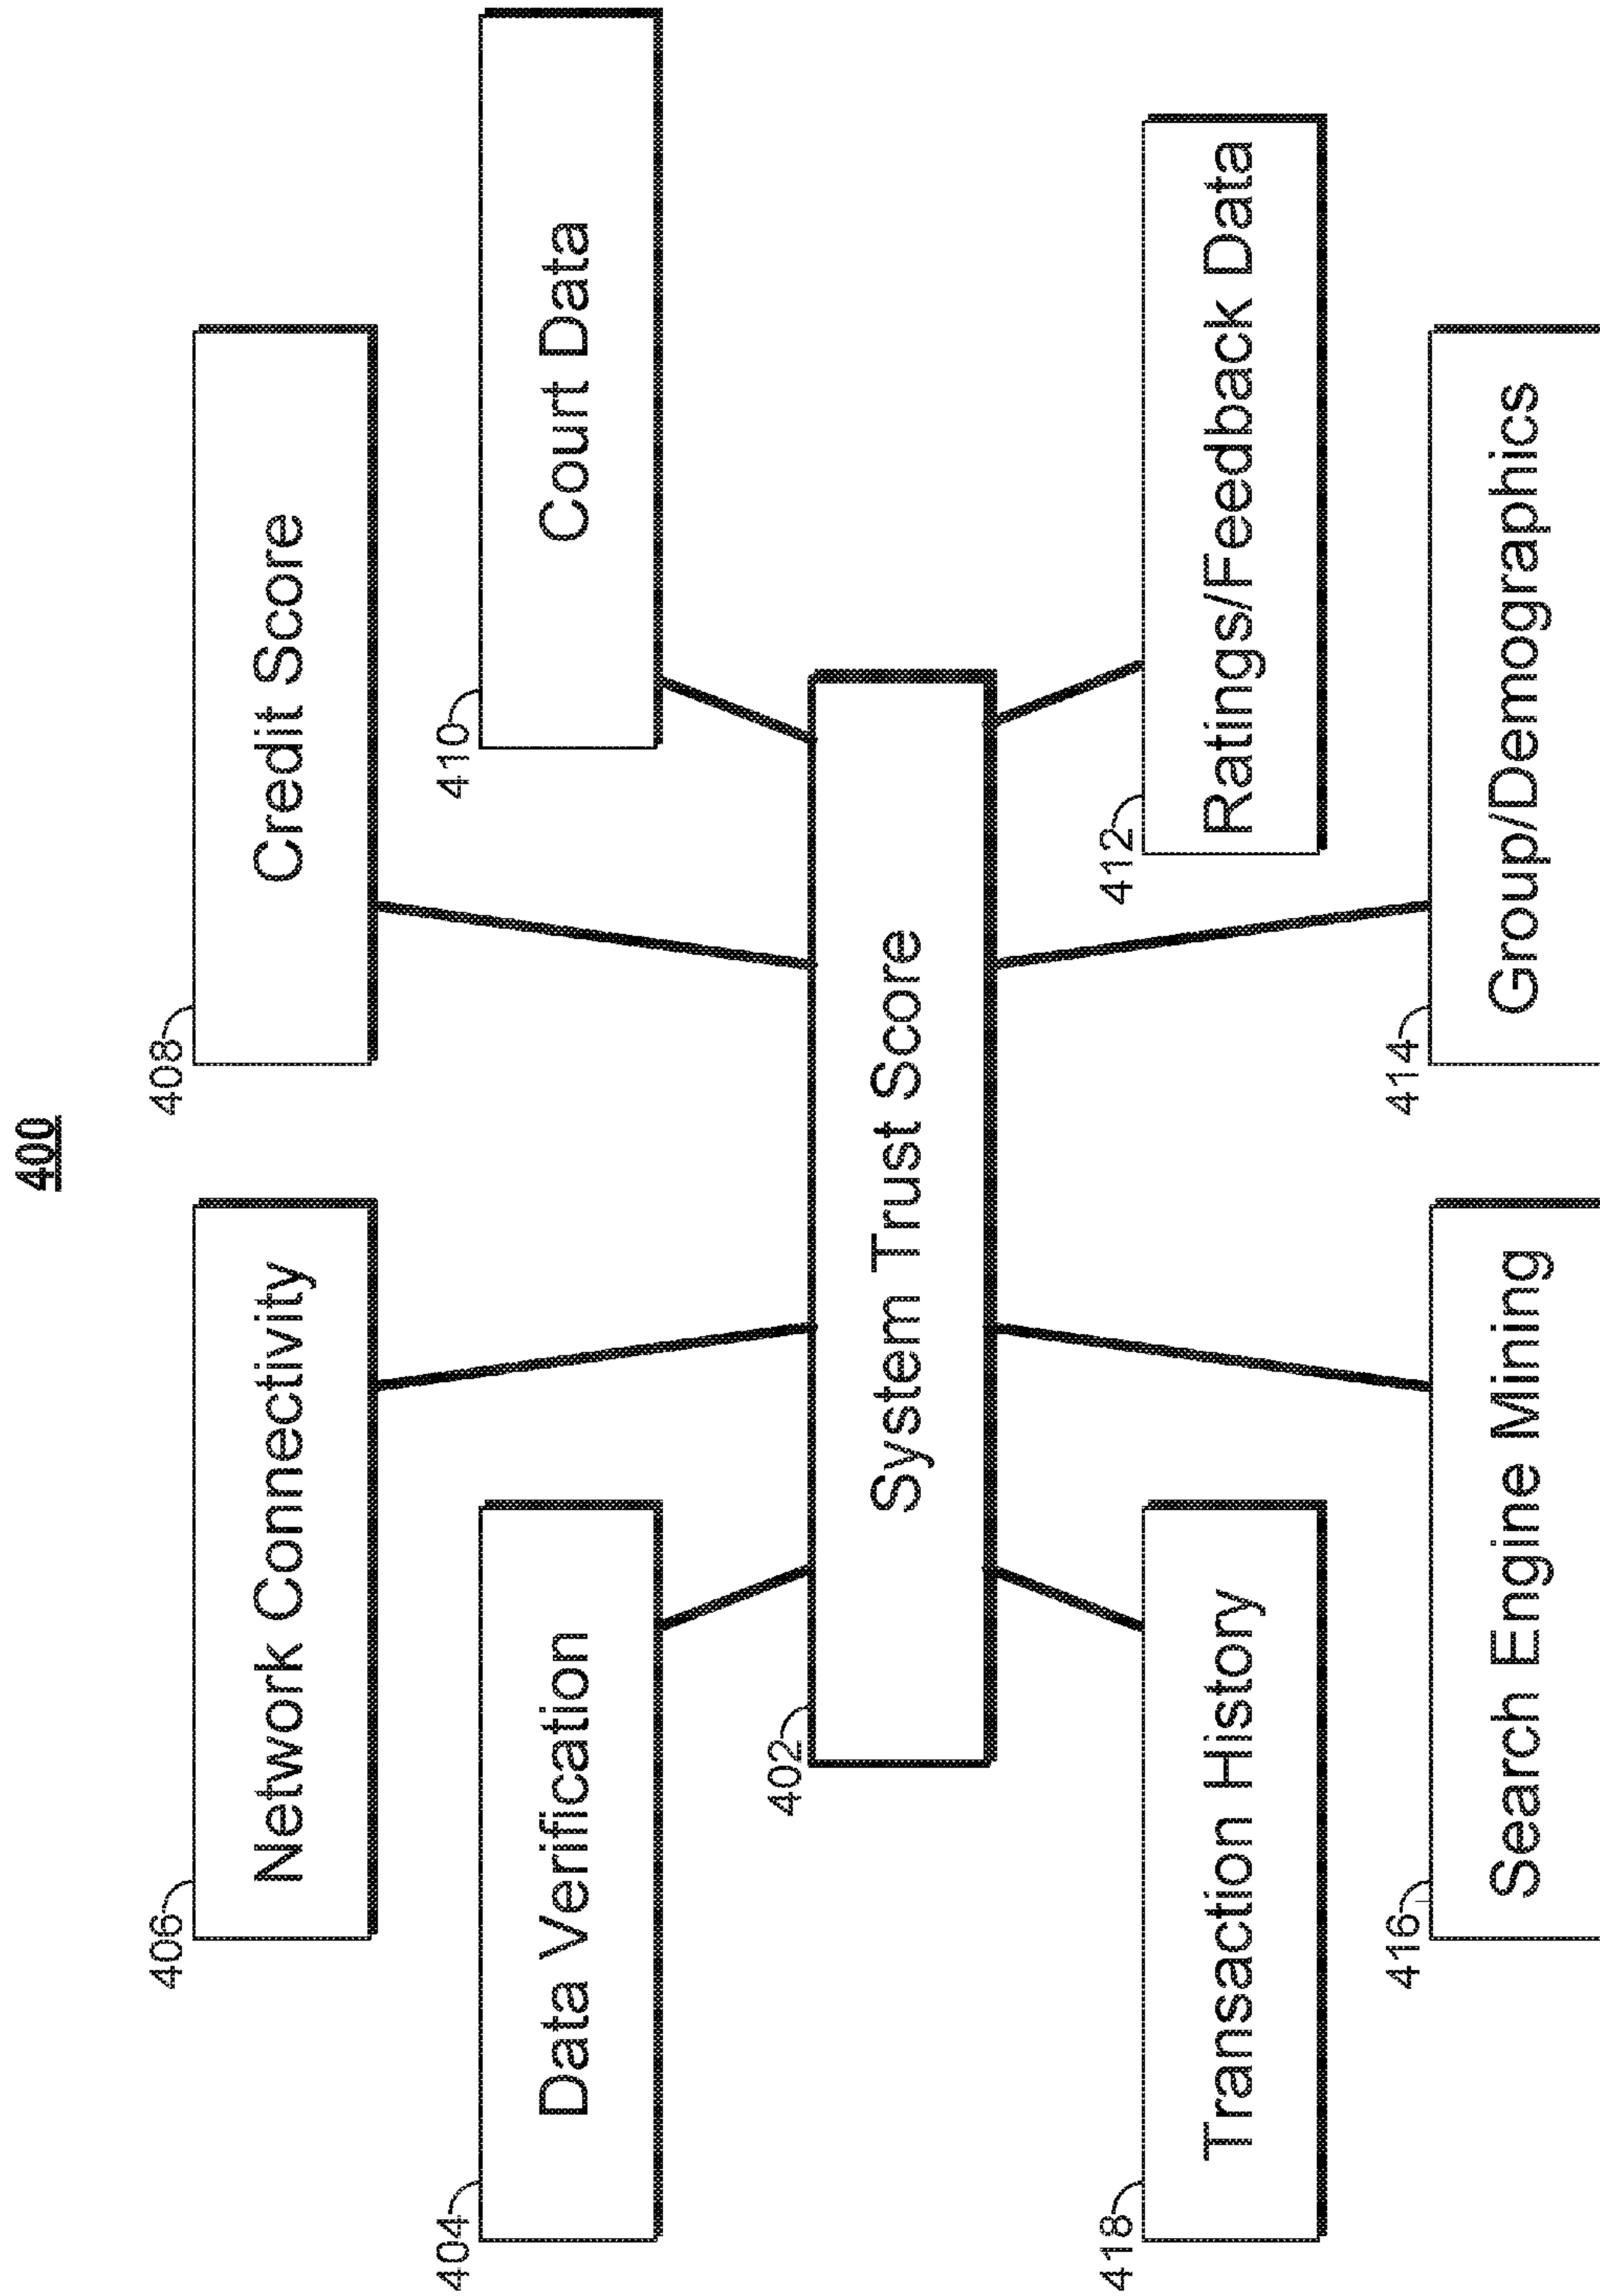 400
406
Network Connectivity
408
Credit Score
404
Data Verification
410
Court Data
402
System Trust Score
418
Transaction History
412
Ratings/Feedback Data
416
Search Engine Mining
414
Group/Demographics